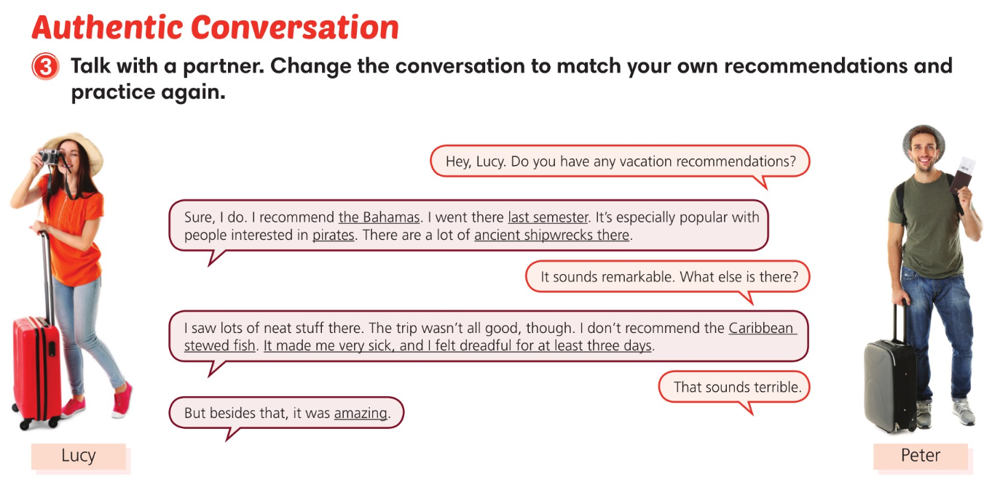 Authentic Conversation
3 Talk with a partner. Change the conversation to match your own recommendations and
practice again.
Hey, Lucy. Do you have any vacation recommendations?
Sure, I do. I recommend the Bahamas. I went there last semester. It's especially popular with
people interested in pirates. There are a lot of ancient shipwrecks there.
It sounds remarkable. What else is there?
I saw lots of neat stuff there. The trip wasn't all good, though. I don't recommend the Caribbean
stewed fish. It made me very sick, and I felt dreadful for at least three days.
That sounds terrible.
But besides that, it was amazing.
Lucy
Peter